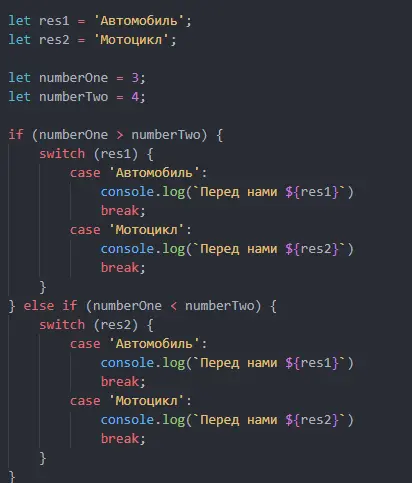 let res1 = 'Автомобиль';
let res2 = 'Мотоцикл';
let numberOne = 3;
let numberTwo = 4;
if (numberOne > numberTwo) {
switch (res1) {
case 'Автомобиль':
console.log(`Перед нами ${res1}`)
break;
case 'Мотоцикл':
console.log(`Перед нами ${res2}`)
break;
}
} else if (numberOne < numberTwo) {
switch (res2) {
case 'Автомобиль':
console.log(`Перед нами ${res1}`)
break;
case 'Мотоцикл':
console.log(`Перед нами ${res2}`)
break;
}
}